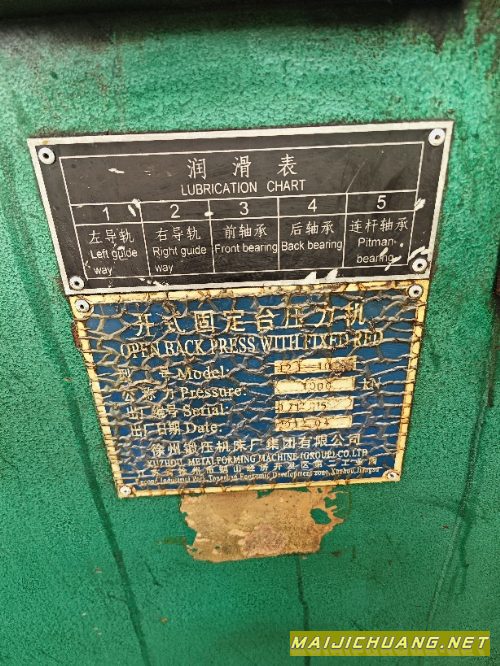 润滑表
LUBRICATION CHART
1 2 3 4 5
左导轨 右导轨 前轴承 后轴承 连杆轴承
Left guide way Right guide way Front bearing Back bearing Pitman bearing
开式固定台压力机
OPEN BACK PRESS WITH FIXED BED
型 号 Model:
公称力 Pressure: 1000 kN
出厂编号 Serial:
出厂日期 Date:
徐州锻压机床厂集团有限公司
XUZHOU METALFORMING MACHINE (GROUP) CO.,LTD
MAIJICHUANG.NET